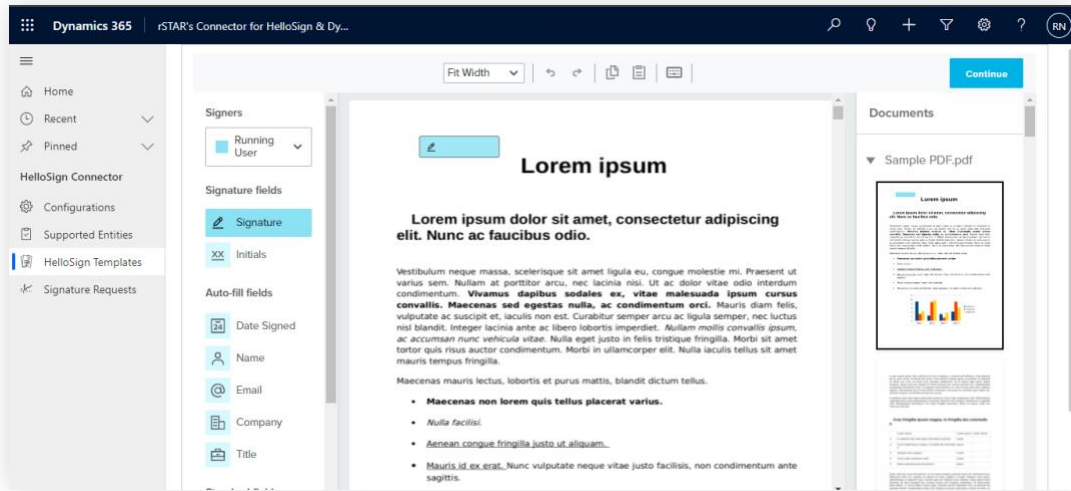 Dynamics 365
rSTAR's Connector for HelloSign & Dy...
RN
Home
Recent
Pinned
HelloSign Connector
Configurations
Supported Entities
HelloSign Templates
Signature Requests
Fit Width
Continue
Signers
Running
User
Signature fields
Signature
XX Initials
Auto-fill fields
24 Date Signed
Name
Email
Company
Title
Lorem ipsum
Lorem ipsum dolor sit amet, consectetur adipiscing
elit. Nunc ac faucibus odio.
Vestibulum neque massa, scelerisque sit amet ligula eu, congue molestie mi. Praesent ut
varius sem. Nullam at porttitor arcu, nec lacinia nisi. Ut ac dolor vitae odio interdum
condimentum. Vivamus dapibus sodales ex, vitae malesuada ipsum cursus
convallis. Maecenas sed egestas nulla, ac condimentum orci. Mauris diam felis,
vulputate ac suscipit et, iaculis non est. Curabitur semper arcu ac ligula semper, nec luctus
nisl blandit. Integer lacinia ante ac libero lobortis imperdiet. Nullam mollis convallis ipsum,
ac accumsan nunc vehicula vitae. Nulla eget justo in felis tristique fringilla. Morbi sit amet
tortor quis risus auctor condimentum. Morbi in ullamcorper elit. Nulla iaculis tellus sit amet
mauris tempus fringilla.
Maecenas mauris lectus, lobortis et purus mattis, blandit dictum tellus.
• Maecenas non lorem quis tellus placerat varius.
• Nulla facilisi.
• Aenean congue fringilla justo ut aliquam.
• Mauris id ex erat. Nunc vulputate neque vitae justo facilisis, non condimentum ante
sagittis.
Documents
Sample PDF.pdf
Lorem ipsum